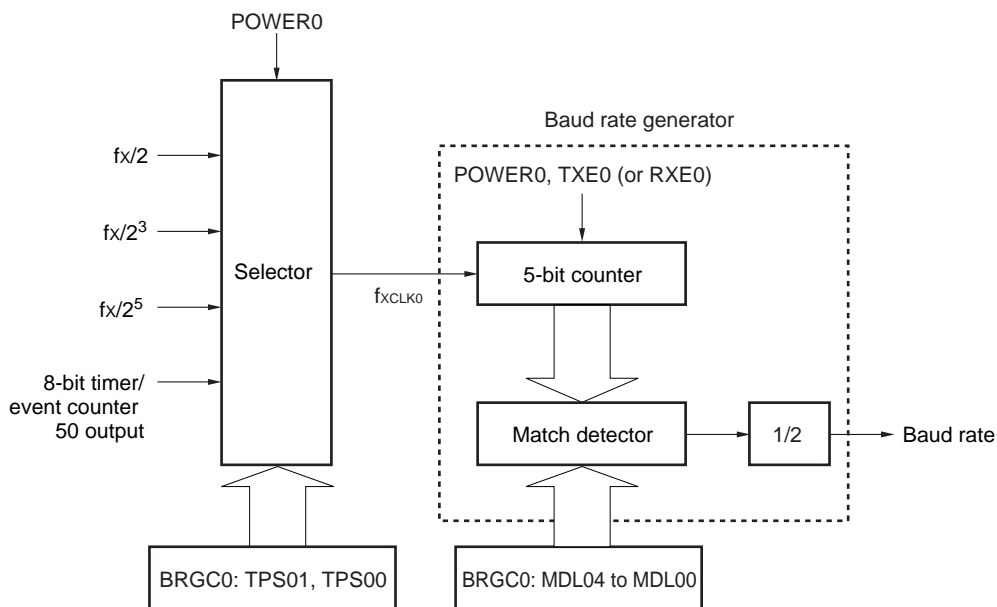 POWER0
Baud rate generator
fX/2
POWER0, TXE0 (or RXE0)
fX/2³
Selector
5-bit counter
fXCLK0
fX/2⁵
8-bit timer/
event counter
50 output
Match detector
1/2
Baud rate
BRGC0: TPS01, TPS00
BRGC0: MDL04 to MDL00